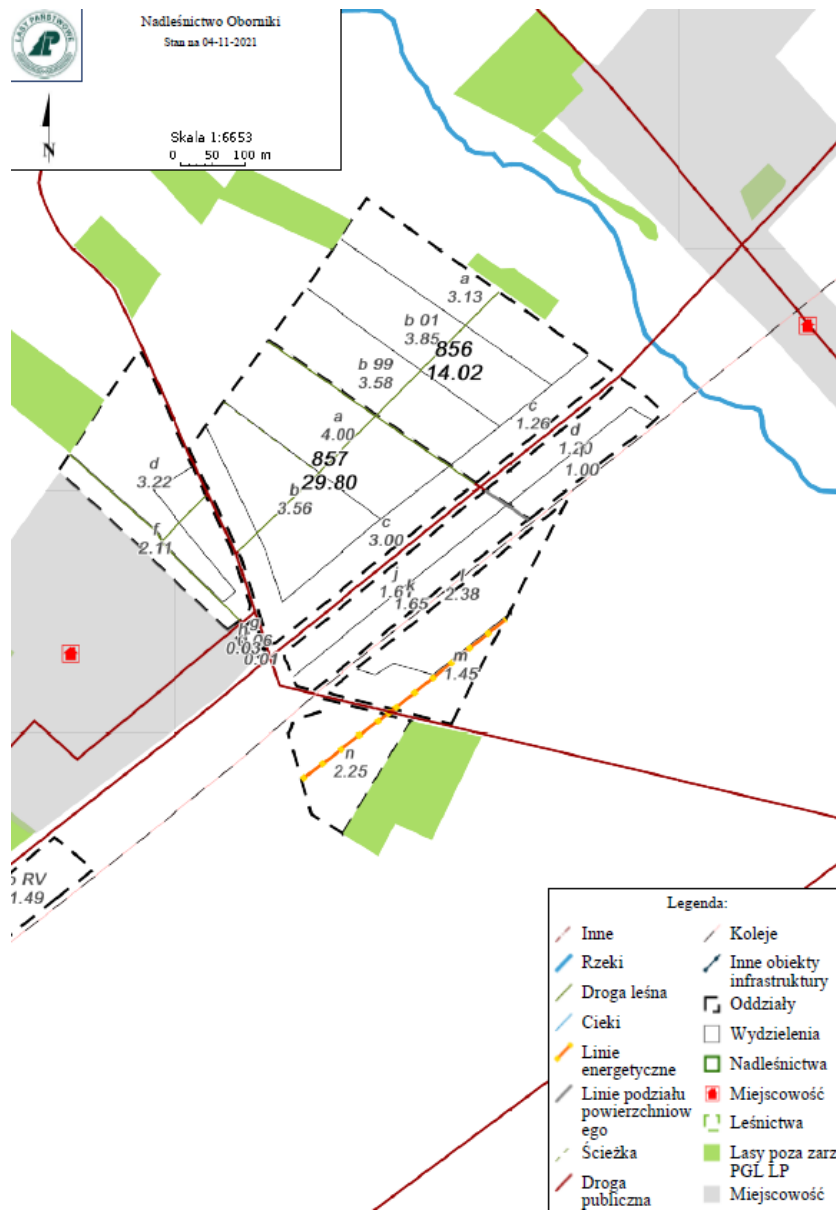 Nadleśnictwo Oborniki
Stan na 04-11-2021
Skala 1:6653
0 50 100 m
N
a
3.13
b 01
3.85
856
14.02
b 99
3.58
a
4.00
c
1.26
d
1.20
1.00
857
29.80
d
3.22
b
3.56
f
2.11
c
3.00
j
k
1.65
l
2.38
g
h
0.03
0.01
m
1.45
n
2.25
RV
1.49
Legenda:
Inne
Rzeki
Droga leśna
Cieki
Linie
energetyczne
Linie podziału
powierzchniow
ego
Ścieżka
Droga
publiczna
Koleje
Inne obiekty
infrastruktury
Oddziały
Wydzielenia
Nadleśnictwa
Miejscowość
Leśnictwa
Lasy poza zarz
PGL LP
Miejscowość